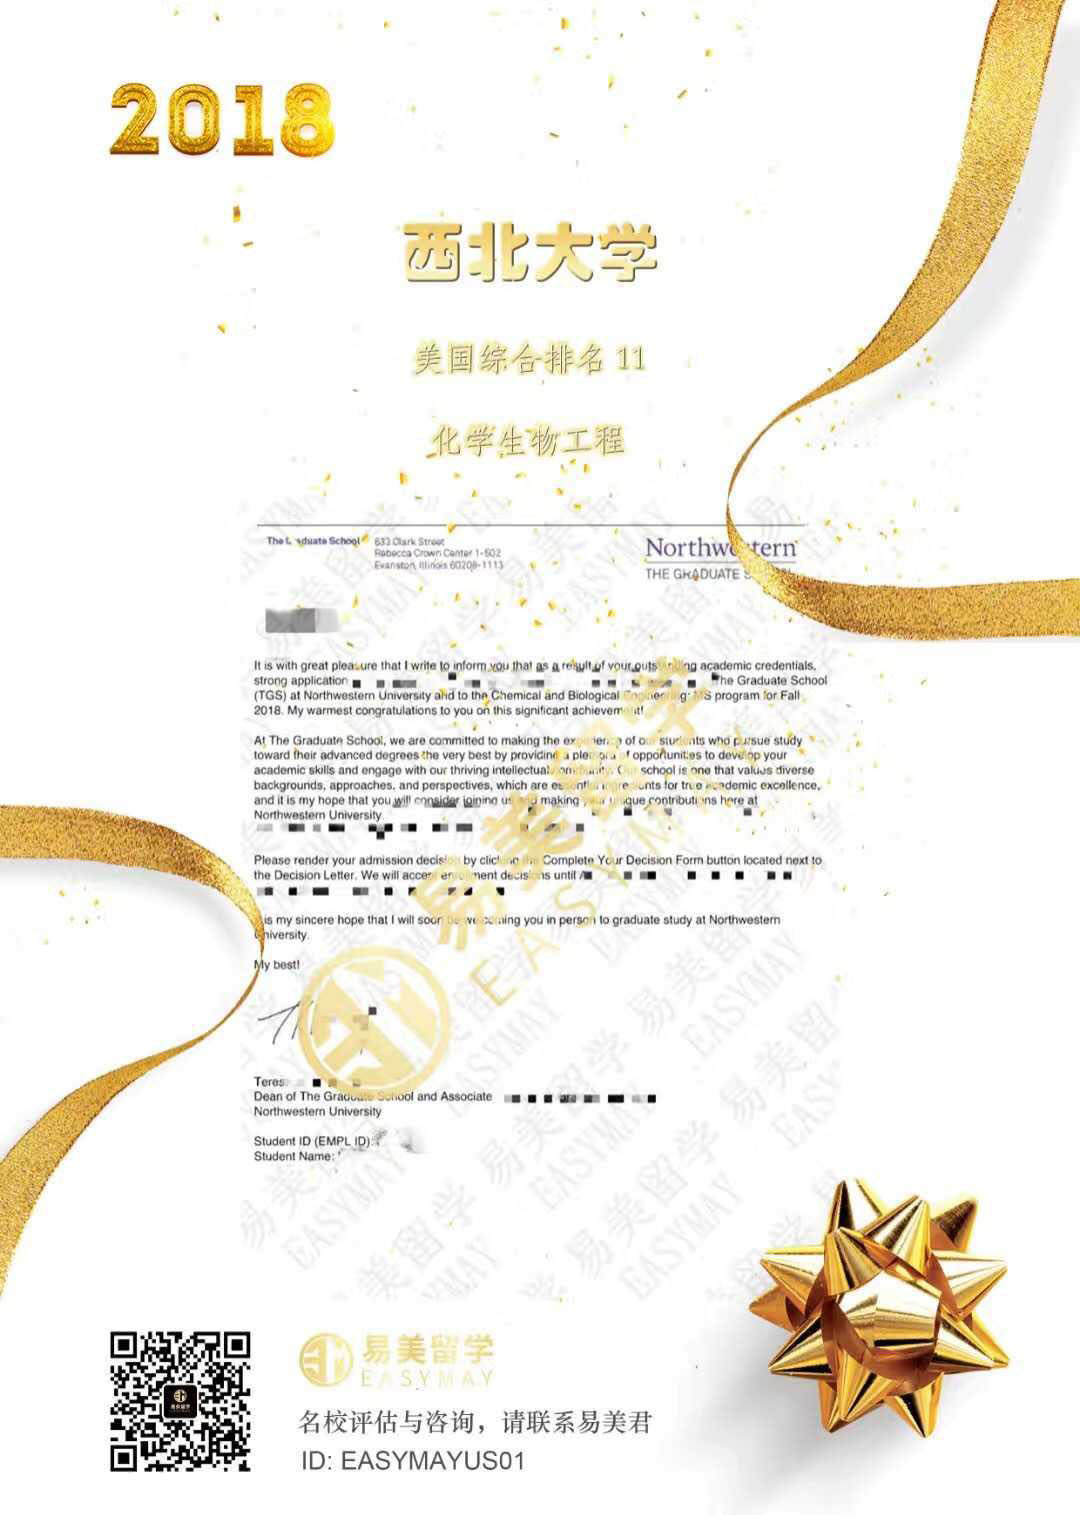 2018
西北大学
美国综合排名 11
化学生物工程
The Graduate School
633 Clark Street
Rebecca Crown Center 1-502
Evanston, Illinois 60208-1113
Northwestern
THE GRADUATE
It is with great pleasure that I write to inform you that as a result of your outstanding academic credentials,
strong application The Graduate School
(TGS) at Northwestern University and to the Chemical and Biological Engineering: MS program for Fall
2018. My warmest congratulations to you on this significant achievement!
At The Graduate School, we are committed to making the experience of our students who pursue study
toward their advanced degrees the very best by providing a plethora of opportunities to develop your
academic skills and engage with our thriving intellectual community. Our school is one that values diverse
backgrounds, approaches, and perspectives, which are essential ingredients for true academic excellence,
and it is my hope that you will consider joining us and making your unique contributions here at
Northwestern University
Please render your admission decision by clicking the Complete Your Decision Form button located next to
the Decision Letter. We will accept enrollment decisions until
is my sincere hope that I will soon be welcoming you in person to graduate study at Northwestern
University.
My best!
Teres
Dean of The Graduate School and Associate
Northwestern University
Student ID (EMPL ID):
Student Name:
易美留学
EASYMAY
易美留学
EASYMAY
名校评估与咨询，请联系易美君
ID: EASYMAYUS01